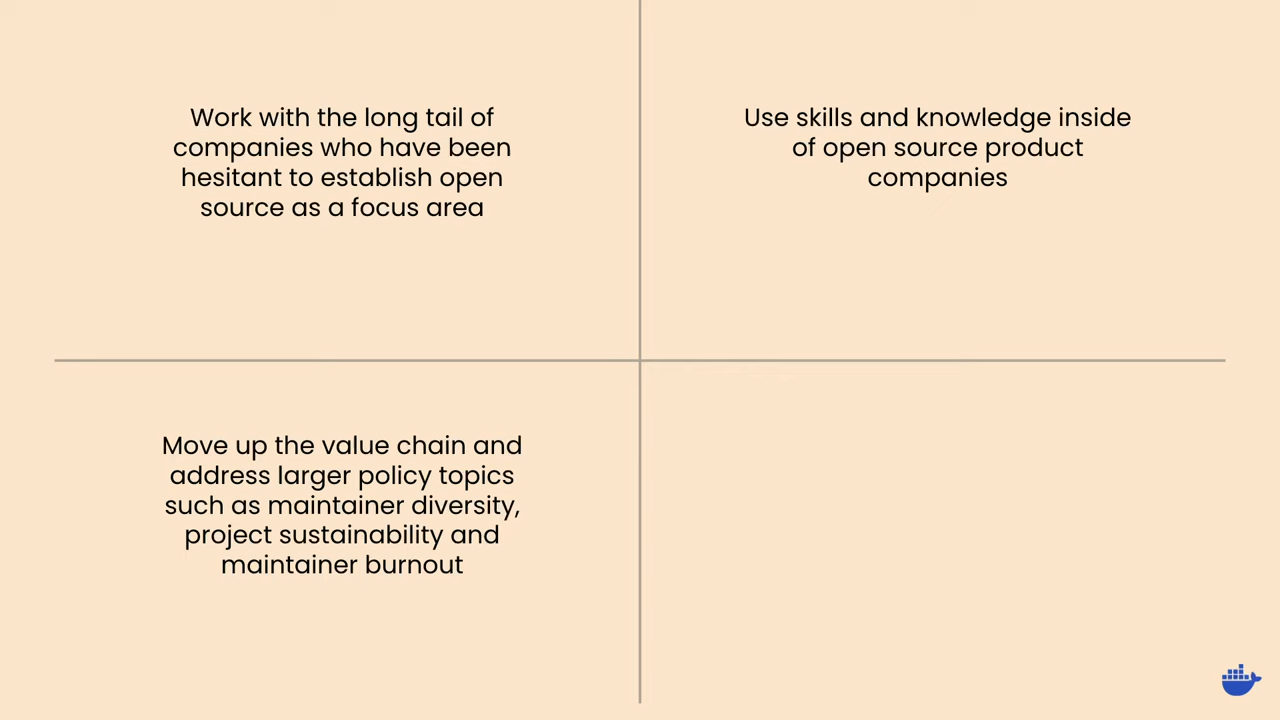 Work with the long tail of
companies who have been
hesitant to establish open
source as a focus area
Use skills and knowledge inside
of open source product
companies
Move up the value chain and
address larger policy topics
such as maintainer diversity,
project sustainability and
maintainer burnout